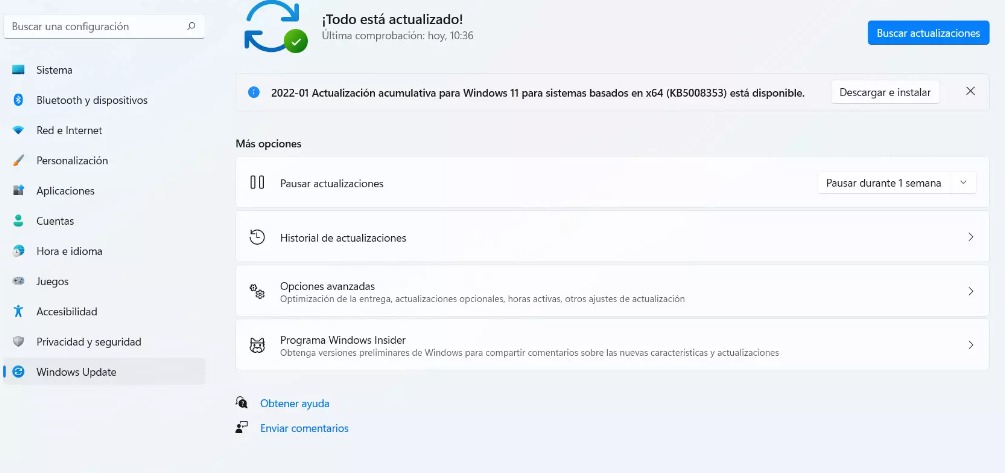 Buscar una configuración
Sistema
Bluetooth y dispositivos
Red e Internet
Personalización
Aplicaciones
Cuentas
Hora e idioma
Juegos
Accesibilidad
Privacidad y seguridad
Windows Update
¡Todo está actualizado!
Última comprobación: hoy, 10:36
Buscar actualizaciones
2022-01 Actualización acumulativa para Windows 11 para sistemas basados en x64 (KB5008353) está disponible.
Descargar e instalar
Más opciones
Pausar actualizaciones
Pausar durante 1 semana
Historial de actualizaciones
Opciones avanzadas
Optimización de la entrega, actualizaciones opcionales, horas activas, otros ajustes de actualización
Programa Windows Insider
Obtenga versiones preliminares de Windows para compartir comentarios sobre las nuevas características y actualizaciones
Obtener ayuda
Enviar comentarios